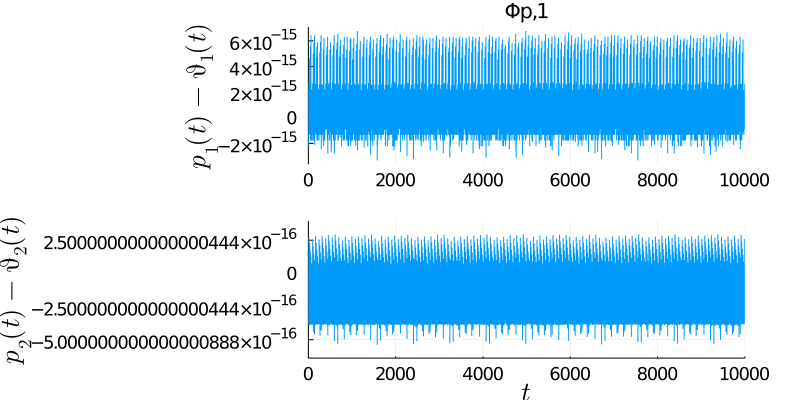 Φp,1
p₁(t) − ϑ₁(t)
6×10⁻¹⁵
4×10⁻¹⁵
2×10⁻¹⁵
0
−2×10⁻¹⁵
0 2000 4000 6000 8000 10000
p₂(t) − ϑ₂(t)
2.5000000000000000444×10⁻¹⁶
0
−2.5000000000000000444×10⁻¹⁶
−5.0000000000000000888×10⁻¹⁶
0 2000 4000 6000 8000 10000
t